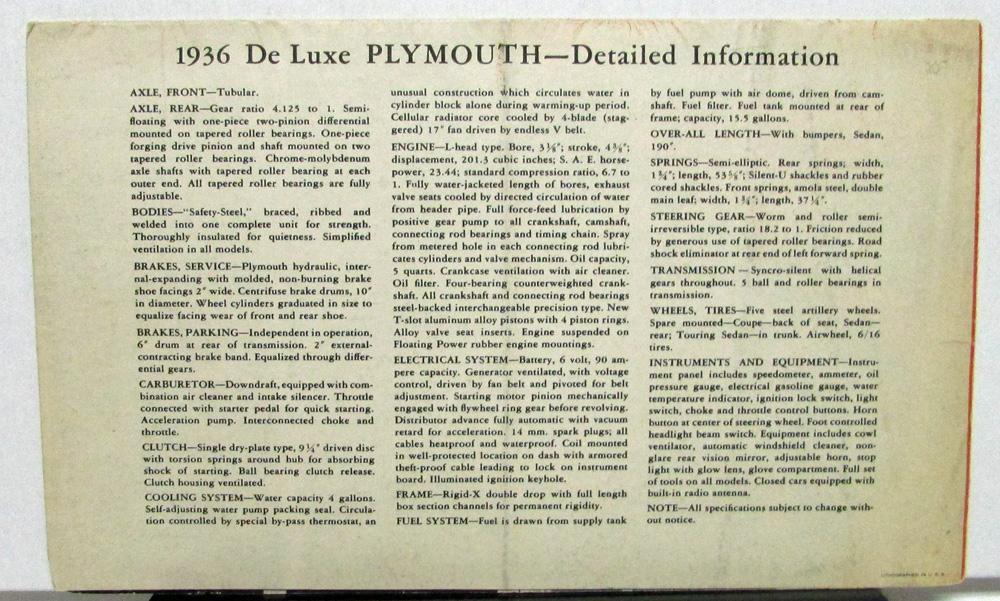 1936 De Luxe PLYMOUTH—Detailed Information
AXLE, FRONT—Tubular.
AXLE, REAR—Gear ratio 4.125 to 1. Semi-
floating with one-piece two-pinion differential
mounted on tapered roller bearings. One-piece
forging drive pinion and shaft mounted on two
tapered roller bearings. Chrome-molybdenum
axle shafts with tapered roller bearing at each
outer end. All tapered roller bearings are fully
adjustable.
BODIES—"Safety-Steel," braced, ribbed and
welded into one complete unit for strength.
Thoroughly insulated for quietness. Simplified
ventilation in all models.
BRAKES, SERVICE—Plymouth hydraulic, inter-
nal-expanding with molded, non-burning brake
shoe facings 2" wide. Centrifuse brake drums, 10"
in diameter. Wheel cylinders graduated in size to
equalize facing wear of front and rear shoe.
BRAKES, PARKING—Independent in operation,
6" drum at rear of transmission. 2" external-
contracting brake band. Equalized through differ-
ential gears.
CARBURETOR—Downdraft, equipped with com-
bination air cleaner and intake silencer. Throttle
connected with starter pedal for quick starting.
Acceleration pump. Interconnected choke and
throttle.
CLUTCH—Single dry-plate type, 9¼" driven disc
with torsion springs around hub for absorbing
shock of starting. Ball bearing clutch release.
Clutch housing ventilated.
COOLING SYSTEM—Water capacity 4 gallons.
Self-adjusting water pump packing seal. Circula-
tion controlled by special by-pass thermostat, an
unusual construction which circulates water in
cylinder block alone during warming-up period.
Cellular radiator core cooled by 4-blade (stag-
gered) 17" fan driven by endless V belt.
ENGINE—L-head type. Bore, 3⅛"; stroke, 4⅜";
displacement, 201.3 cubic inches; S. A. E. horse-
power, 23.44; standard compression ratio, 6.7 to
1. Fully water-jacketed length of bores, exhaust
valve seats cooled by directed circulation of water
from header pipe. Full force-feed lubrication by
positive gear pump to all crankshaft, camshaft,
connecting rod bearings and timing chain. Spray
from metered hole in each connecting rod lubri-
cates cylinders and valve mechanism. Oil capacity,
5 quarts. Crankcase ventilation with air cleaner.
Oil filter. Four-bearing counterweighted crank-
shaft. All crankshaft and connecting rod bearings
steel-backed interchangeable precision type. New
T-slot aluminum alloy pistons with 4 piston rings.
Alloy valve seat inserts. Engine suspended on
Floating Power rubber engine mountings.
ELECTRICAL SYSTEM—Battery, 6 volt, 90 am-
pere capacity. Generator ventilated, with voltage
control, driven by fan belt and pivoted for belt
adjustment. Starting motor pinion mechanically
engaged with flywheel ring gear before revolving.
Distributor advance fully automatic with vacuum
retard for acceleration. 14 mm. spark plugs; all
cables heatproof and waterproof. Coil mounted
in well-protected location on dash with armored
theft-proof cable leading to lock on instrument
board. Illuminated ignition keyhole.
FRAME—Rigid-X double drop with full length
box section channels for permanent rigidity.
FUEL SYSTEM—Fuel is drawn from supply tank
by fuel pump with air dome, driven from cam-
shaft. Fuel filter. Fuel tank mounted at rear of
frame; capacity, 15.5 gallons.
OVER-ALL LENGTH—With bumpers, Sedan,
190".
SPRINGS—Semi-elliptic. Rear springs; width,
1¾"; length, 53⅝"; Silent-U shackles and rubber
cored shackles. Front springs, amola steel, double
main leaf; width, 1¾"; length, 37¼".
STEERING GEAR—Worm and roller semi-
irreversible type, ratio 18.2 to 1. Friction reduced
by generous use of tapered roller bearings. Road
shock eliminator at rear end of left forward spring.
TRANSMISSION—Syncro-silent with helical
gears throughout. 5 ball and roller bearings in
transmission.
WHEELS, TIRES—Five steel artillery wheels.
Spare mounted—Coupe—back of seat, Sedan—
rear; Touring Sedan—in trunk. Airwheel, 6/16
tires.
INSTRUMENTS AND EQUIPMENT—Instru-
ment panel includes speedometer, ammeter, oil
pressure gauge, electrical gasoline gauge, water
temperature indicator, ignition lock switch, light
switch, choke and throttle control buttons. Horn
button at center of steering wheel. Foot controlled
headlight beam switch. Equipment includes cowl
ventilator, automatic windshield cleaner, non-
glare rear vision mirror, adjustable horn, stop
light with glow lens, glove compartment. Full set
of tools on all models. Closed cars equipped with
built-in radio antenna.
NOTE—All specifications subject to change with-
out notice.
LITHOGRAPHED IN U. S. A.